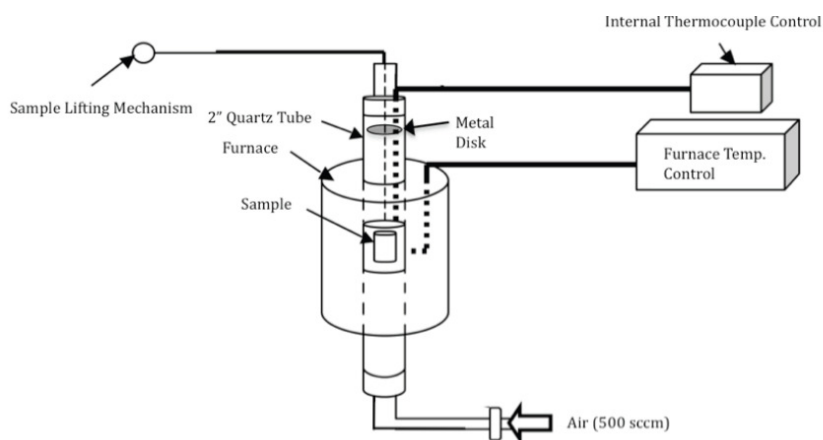 Internal Thermocouple Control
Sample Lifting Mechanism
2” Quartz Tube
Metal
Disk
Furnace
Furnace Temp.
Control
Sample
Air (500 sccm)